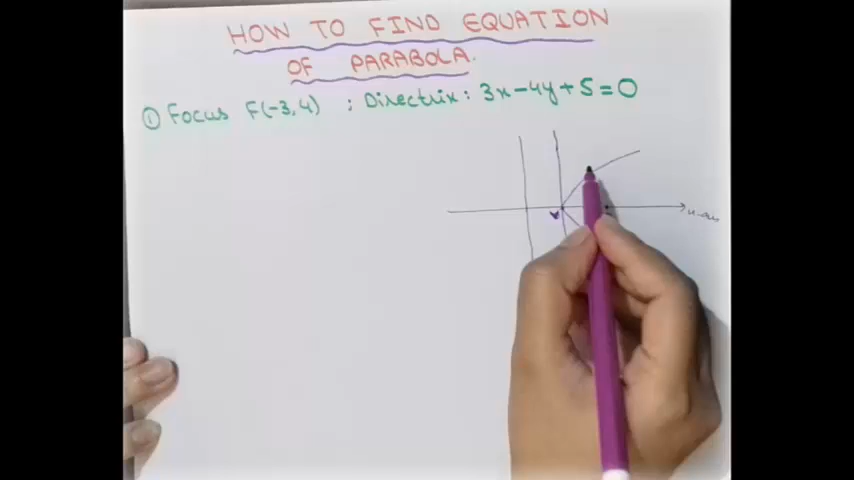 HOW TO FIND EQUATION
OF PARABOLA.
① Focus F(-3,4) ; Directrix: 3x-4y+5=0
V